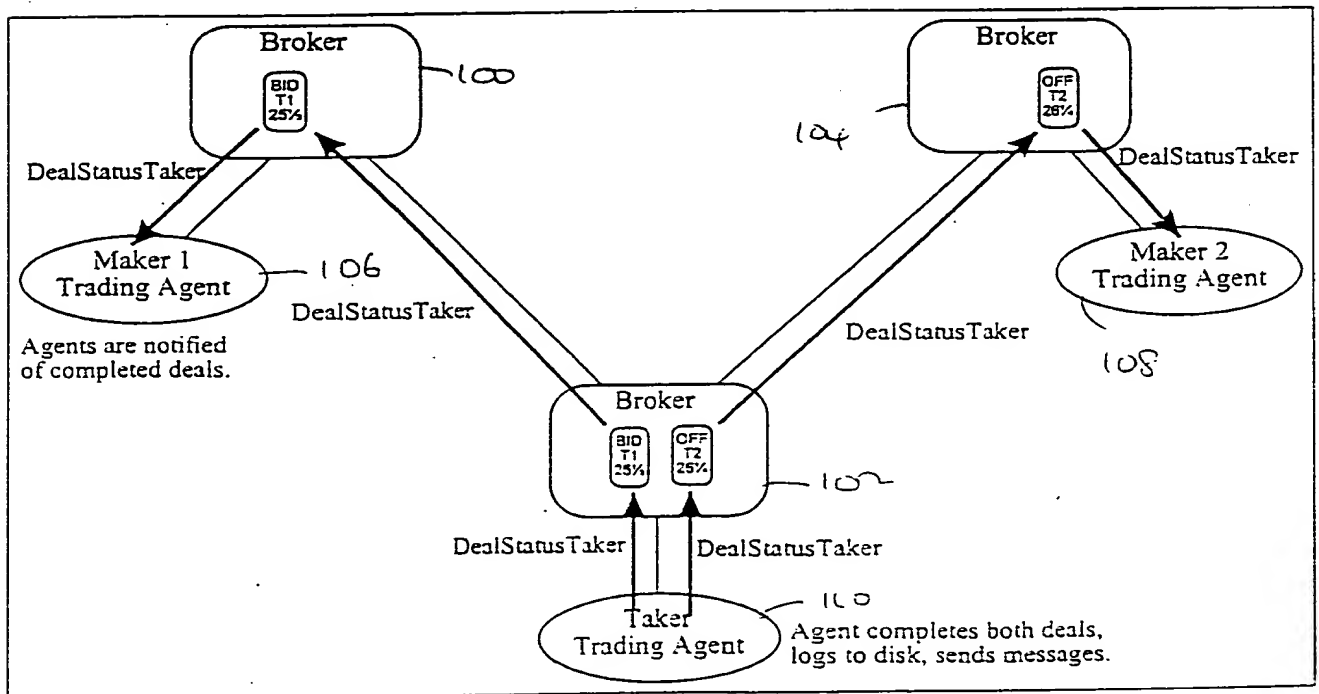 Broker
BID
T1
25¼
100
DealStatusTaker
Maker 1
Trading Agent
106
Agents are notified
of completed deals.
DealStatusTaker
Broker
OFF
T2
104
DealStatusTaker
Maker 2
Trading Agent
108
DealStatusTaker
Broker
BID
T1
25¼
OFF
T2
25¼
102
DealStatusTaker
DealStatusTaker
Taker
Trading Agent
110
Agent completes both deals,
logs to disk, sends messages.